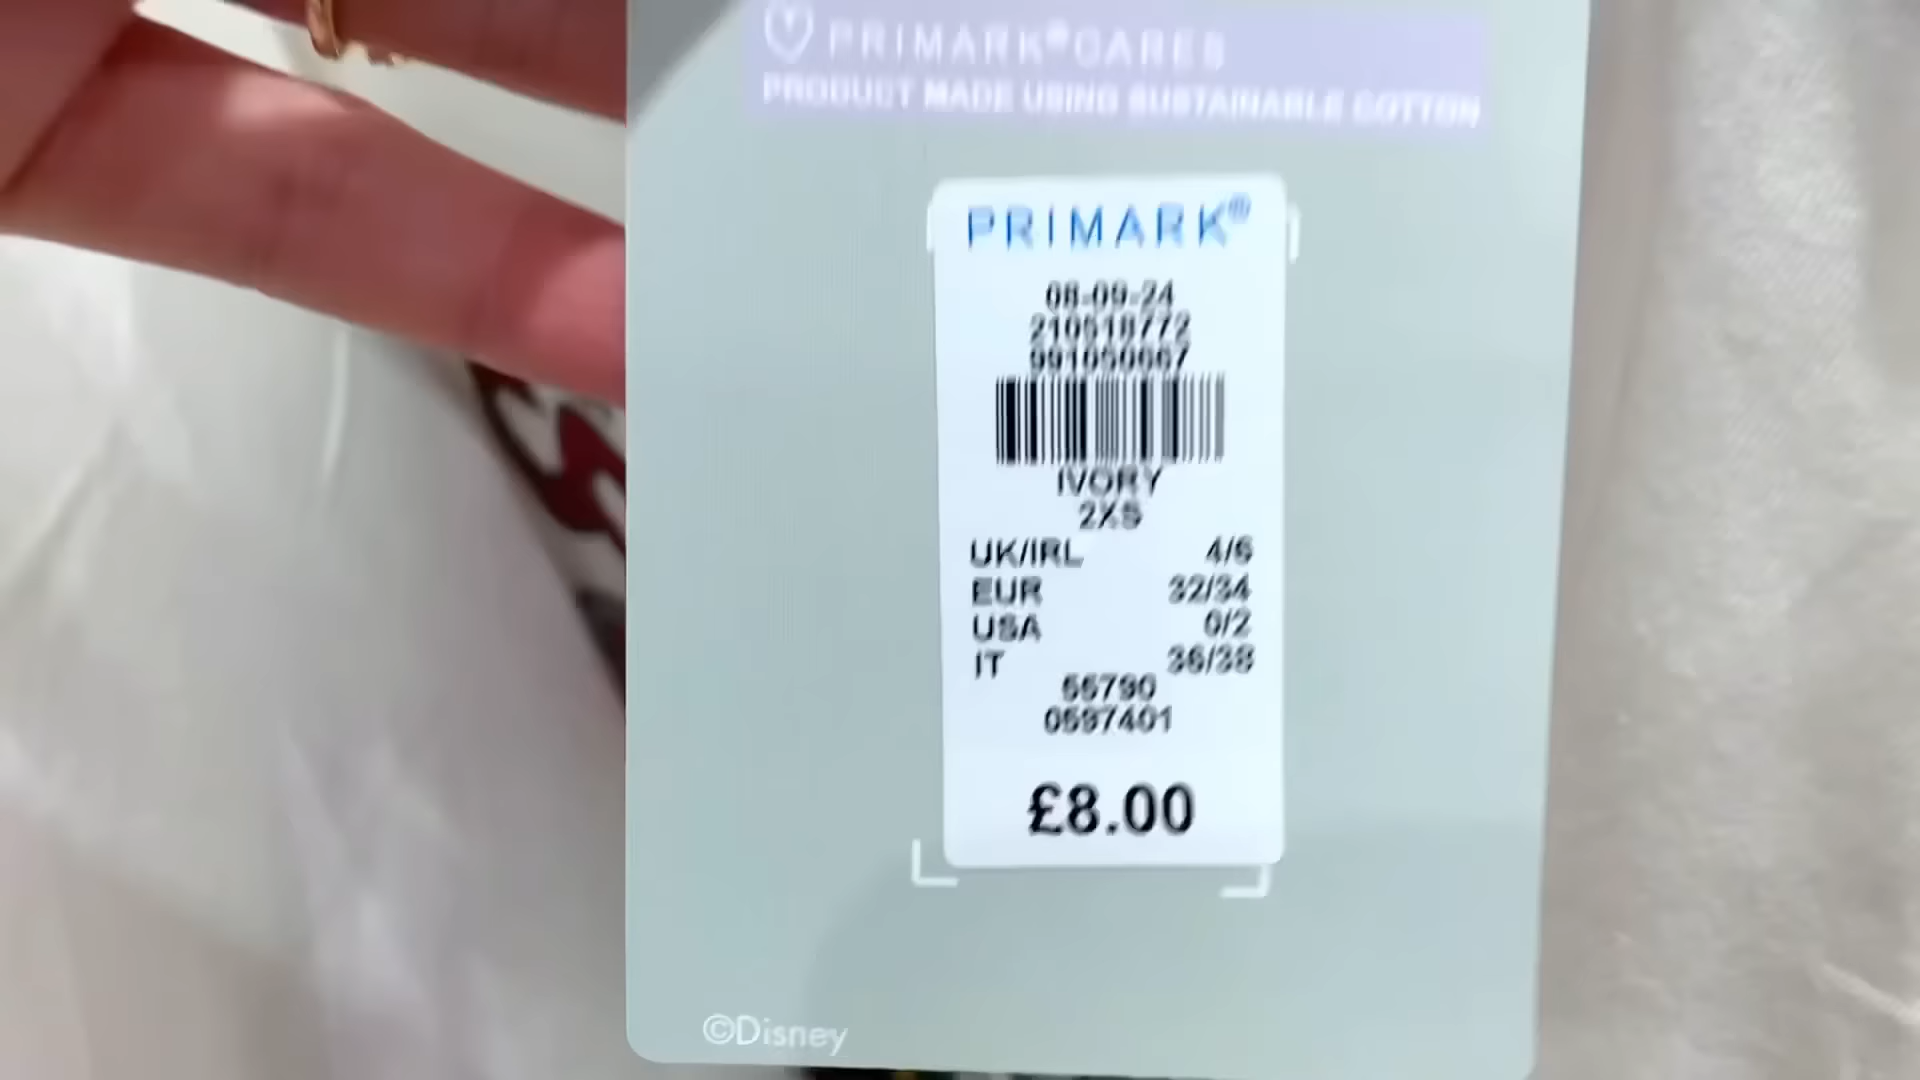 PRIMARK®CARES
PRODUCT MADE USING SUSTAINABLE COTTON
PRIMARK®
08-09-24
210518772
991050667
IVORY
2XS
UK/IRL 4/6
EUR 32/34
USA 0/2
IT 36/38
55790
0597401
£8.00
©Disney